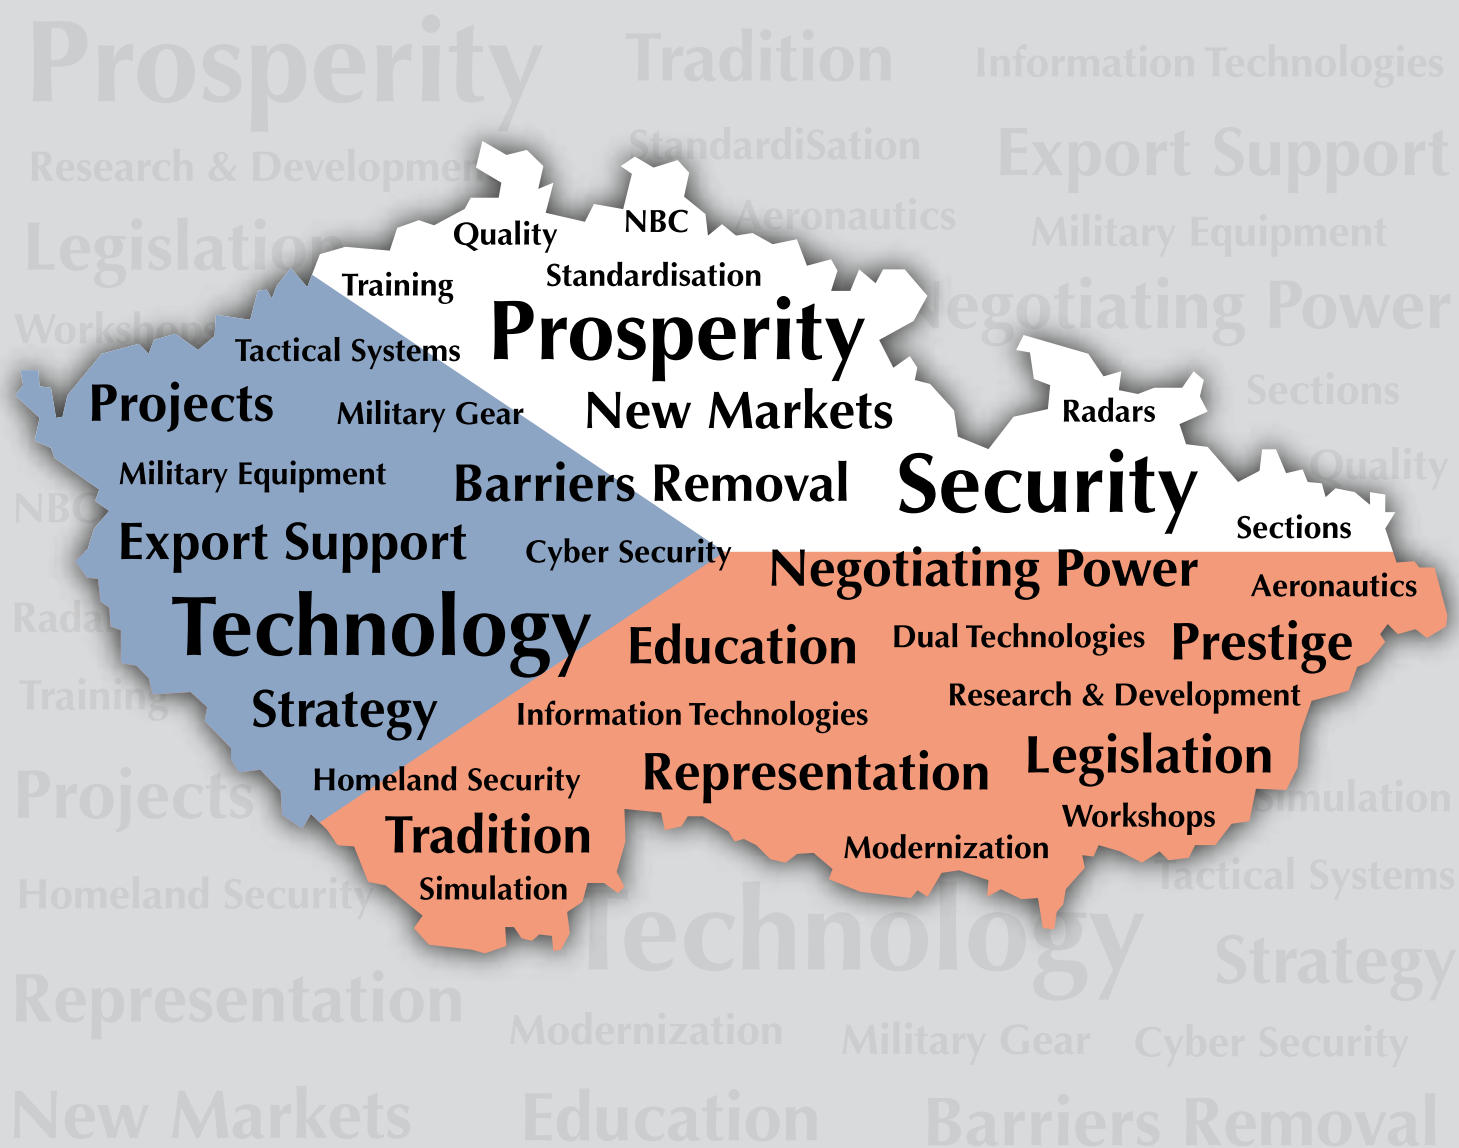 Prosperity
Tradition
Information Technologies
Research & Development
StandardiSation
Export Support
Legislation
Aeronautics
Military Equipment
Workshops
Negotiating Power
Sections
Quality
NBC
Radars
Training
Projects
Simulation
Homeland Security
Tactical Systems
Technology
Strategy
Representation
Modernization
Military Gear
Cyber Security
New Markets
Education
Barriers Removal
Quality
NBC
Training
Standardisation
Prosperity
Tactical Systems
Projects
Military Gear
New Markets
Radars
Military Equipment
Barriers Removal
Security
Sections
Export Support
Cyber Security
Negotiating Power
Aeronautics
Technology
Education
Dual Technologies
Prestige
Strategy
Information Technologies
Research & Development
Homeland Security
Representation
Legislation
Tradition
Modernization
Workshops
Simulation